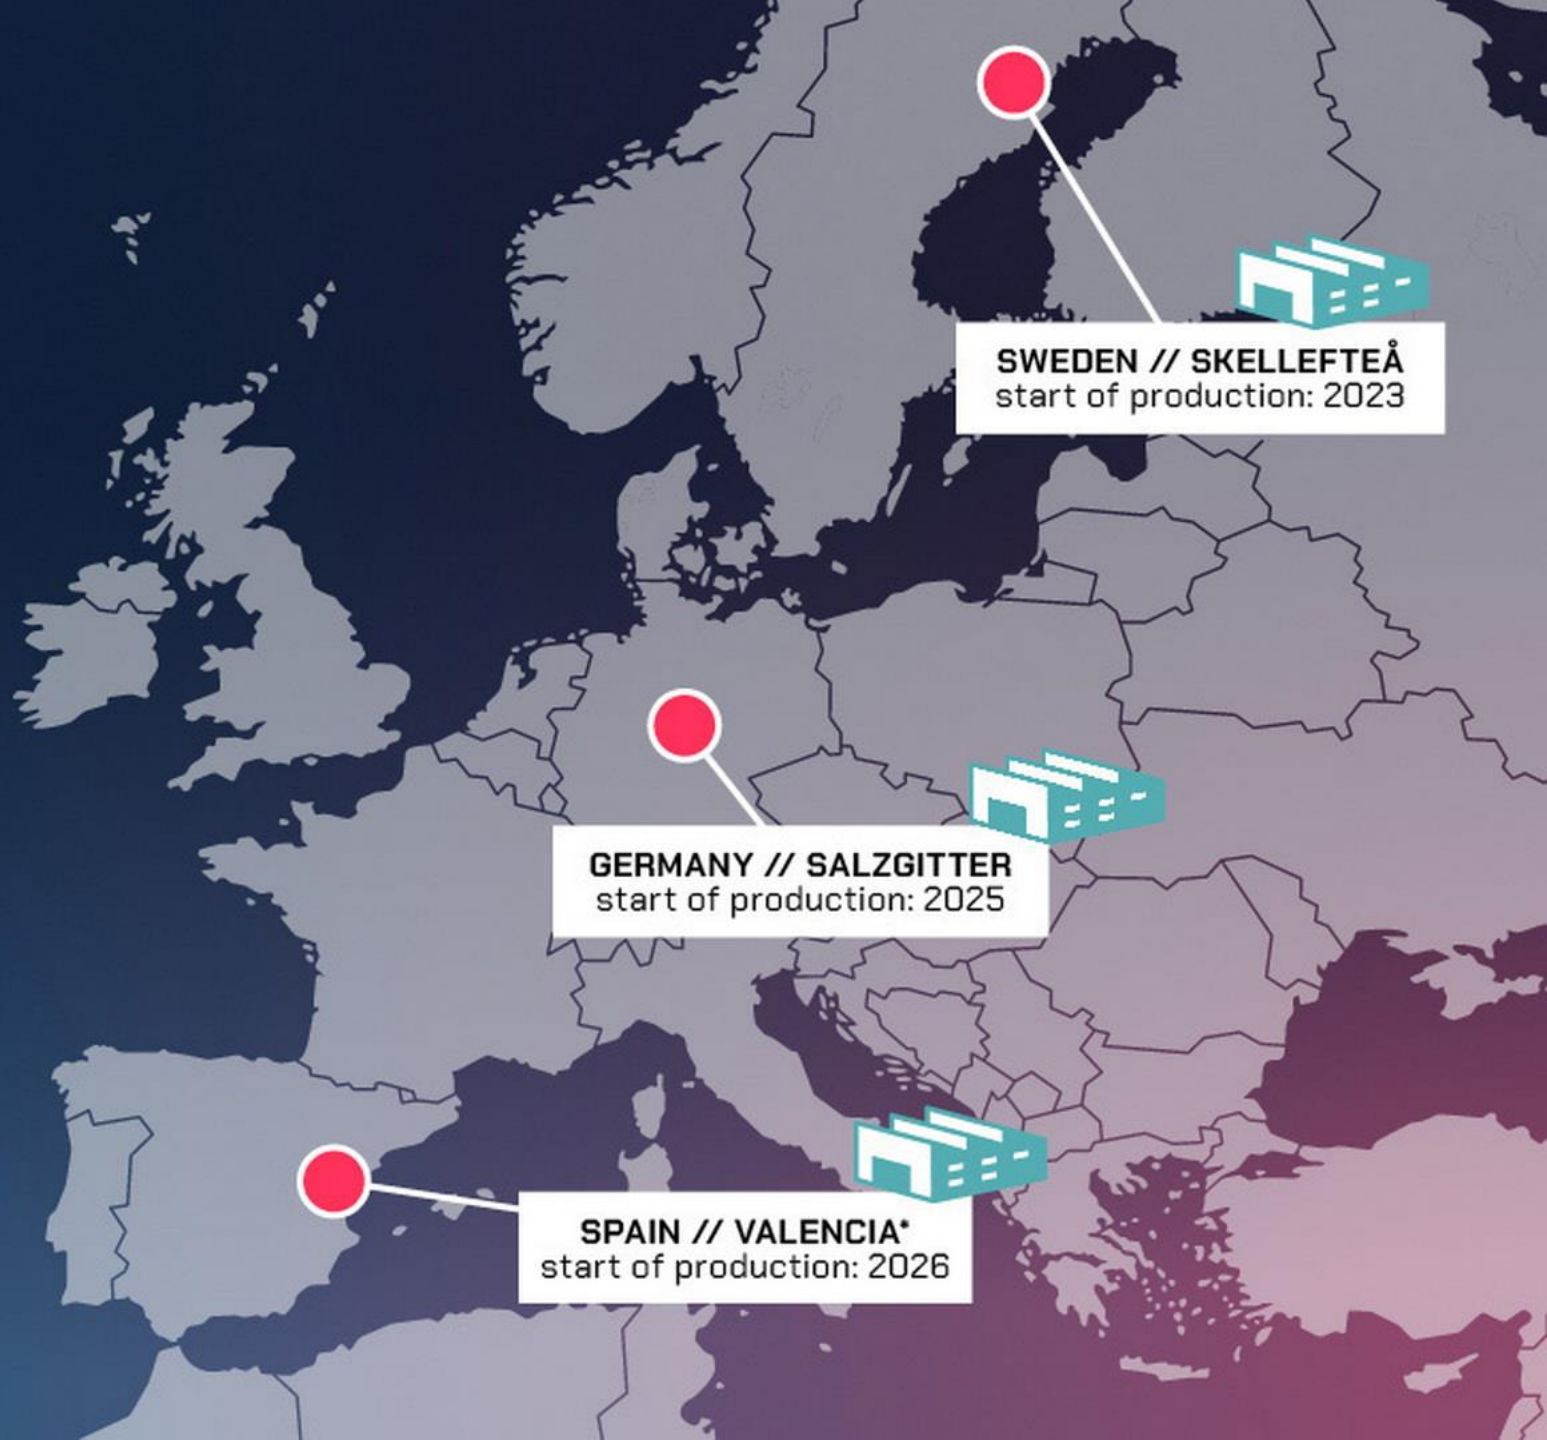 SWEDEN // SKELLEFTEÅ
start of production: 2023
GERMANY // SALZGITTER
start of production: 2025
SPAIN // VALENCIA*
start of production: 2026